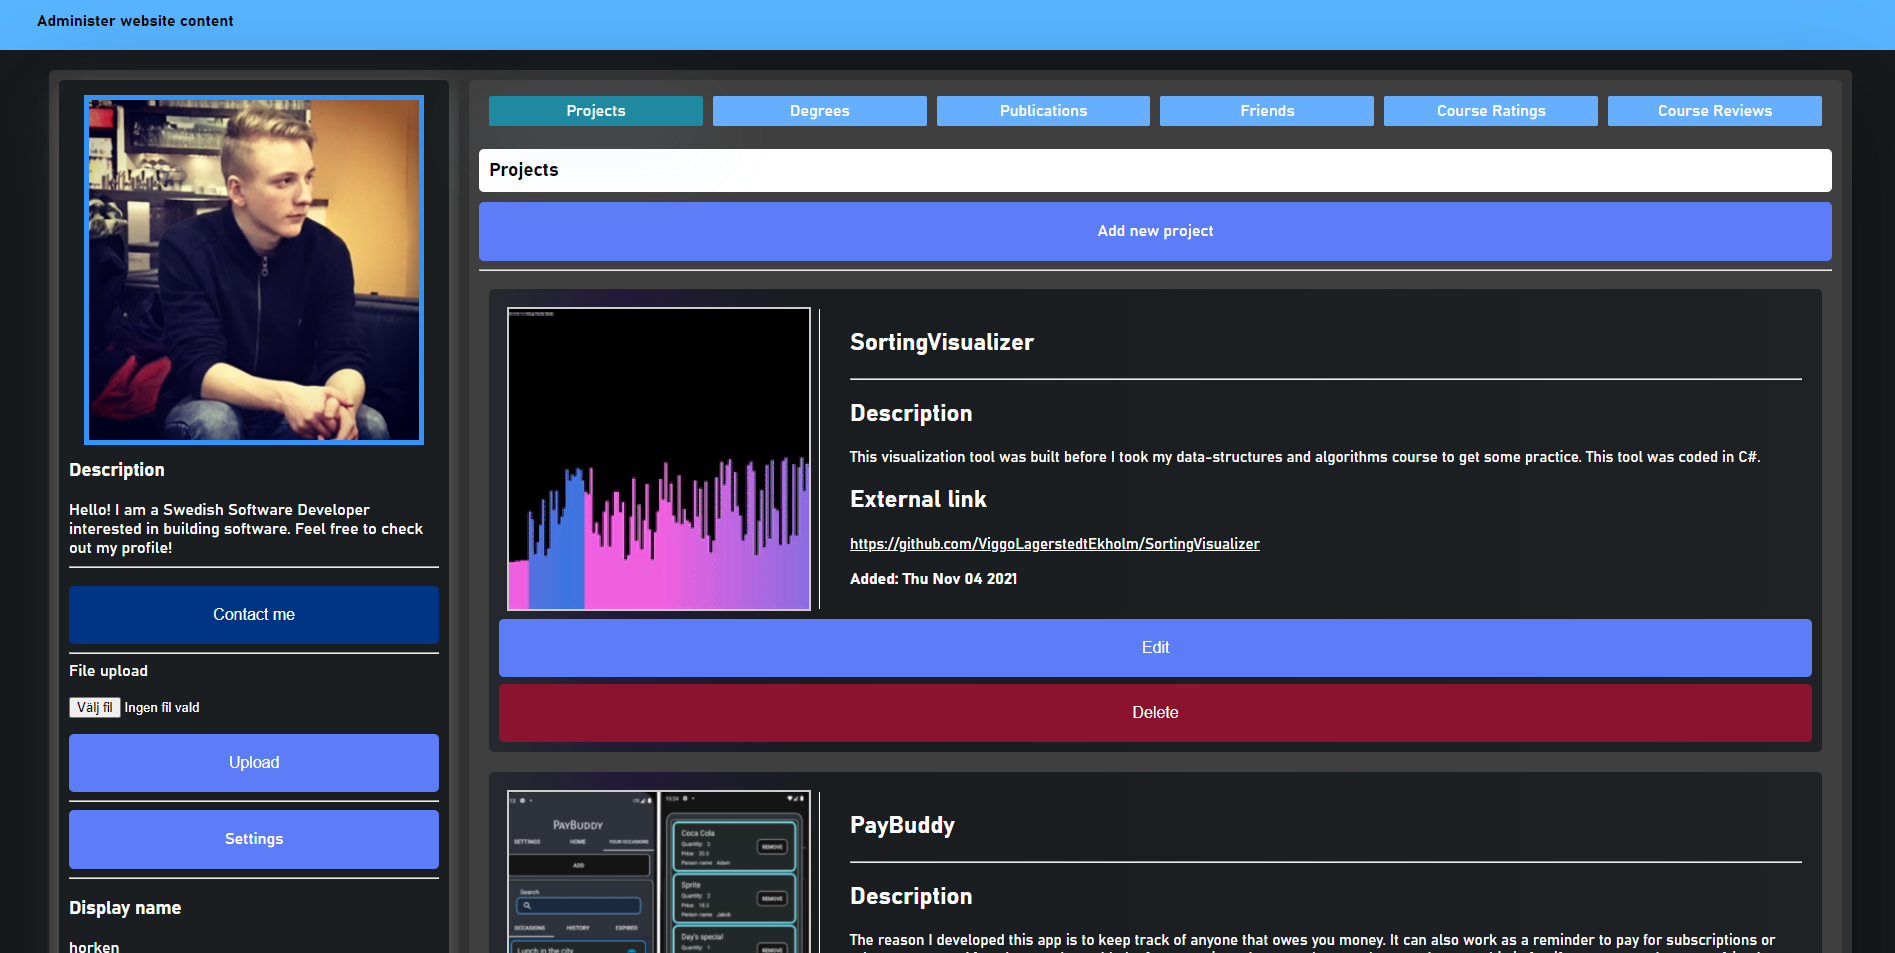 Administer website content
Description
Hello! I am a Swedish Software Developer
interested in building software. Feel free to check
out my profile!
Contact me
File upload
Välj fil Ingen fil vald
Upload
Settings
Display name
horken
Projects Degrees Publications Friends Course Ratings Course Reviews
Projects
Add new project
SortingVisualizer
Description
This visualization tool was built before I took my data-structures and algorithms course to get some practice. This tool was coded in C#.
External link
https://github.com/ViggoLagerstedtEkholm/SortingVisualizer
Added: Thu Nov 04 2021
Edit
Delete
PAYBUDDY
SETTINGS HOME YOUR OCCASIONS
ADD
Search
OCCASIONS HISTORY EXPIRED
Lunch in the city
10:24
Coca Cola
Quantity: 2
Price: 20.5
Person name Adam
REMOVE
Sprite
Quantity: 2
Price: 18.5
Person name Jakob
REMOVE
Day's special
Quantity: 1
REMOVE
PayBuddy
Description
The reason I developed this app is to keep track of anyone that owes you money. It can also work as a reminder to pay for subscriptions or